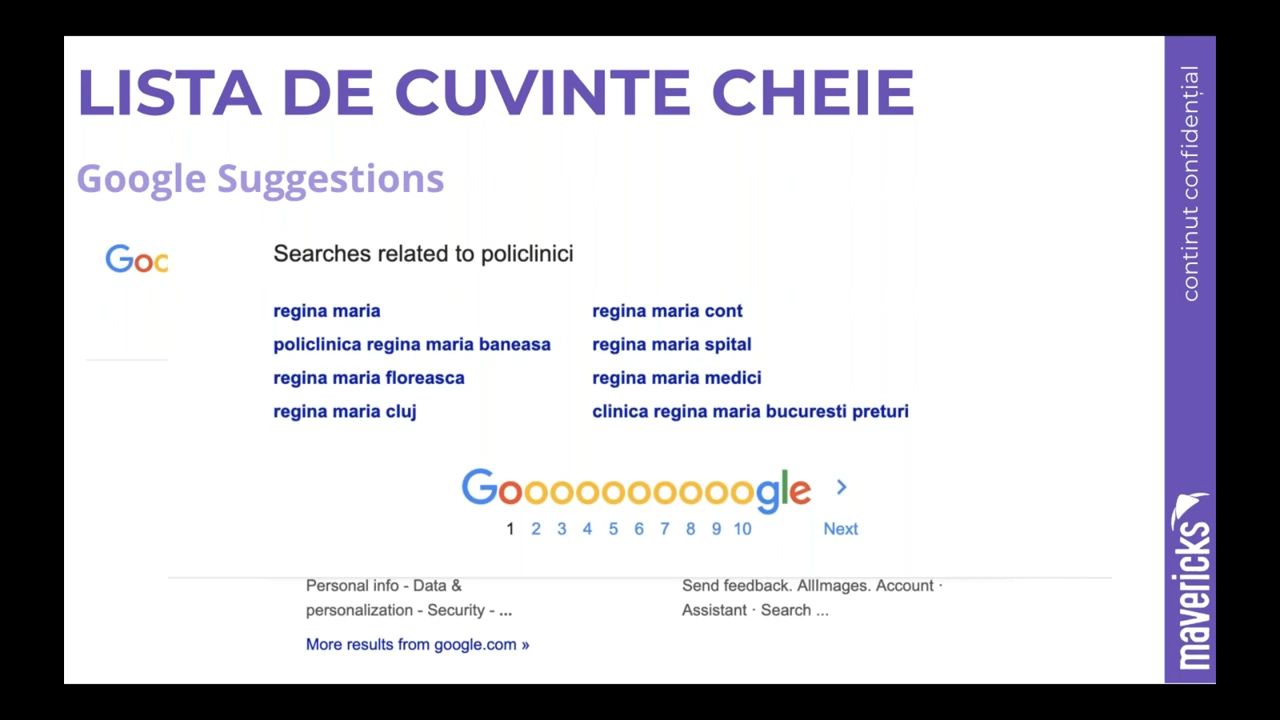 LISTA DE CUVINTE CHEIE
Google Suggestions
Goo
Searches related to policlinici
regina maria
regina maria cont
policlinica regina maria baneasa
regina maria spital
regina maria floreasca
regina maria medici
regina maria cluj
clinica regina maria bucuresti preturi
Goooooooooogle >
1 2 3 4 5 6 7 8 9 10 Next
Personal info - Data &
personalization - Security - ...
More results from google.com »
Send feedback. AllImages. Account ·
Assistant · Search ...
continut confidențial
mavericks